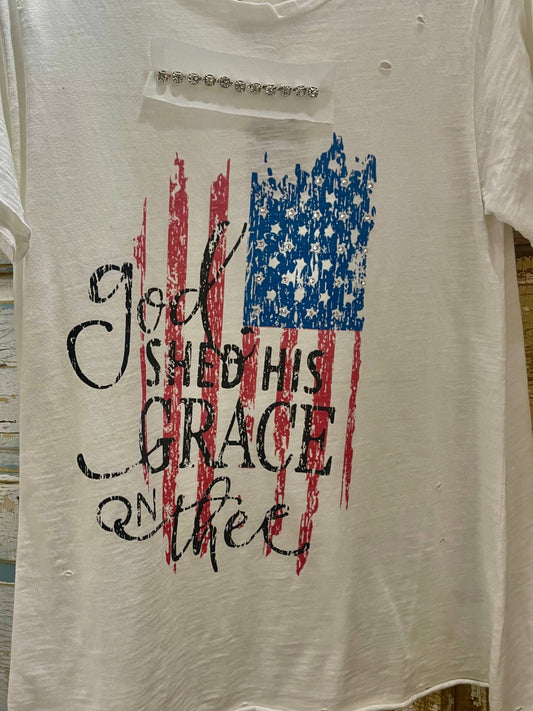 god
SHED HIS
GRACE
ON thee